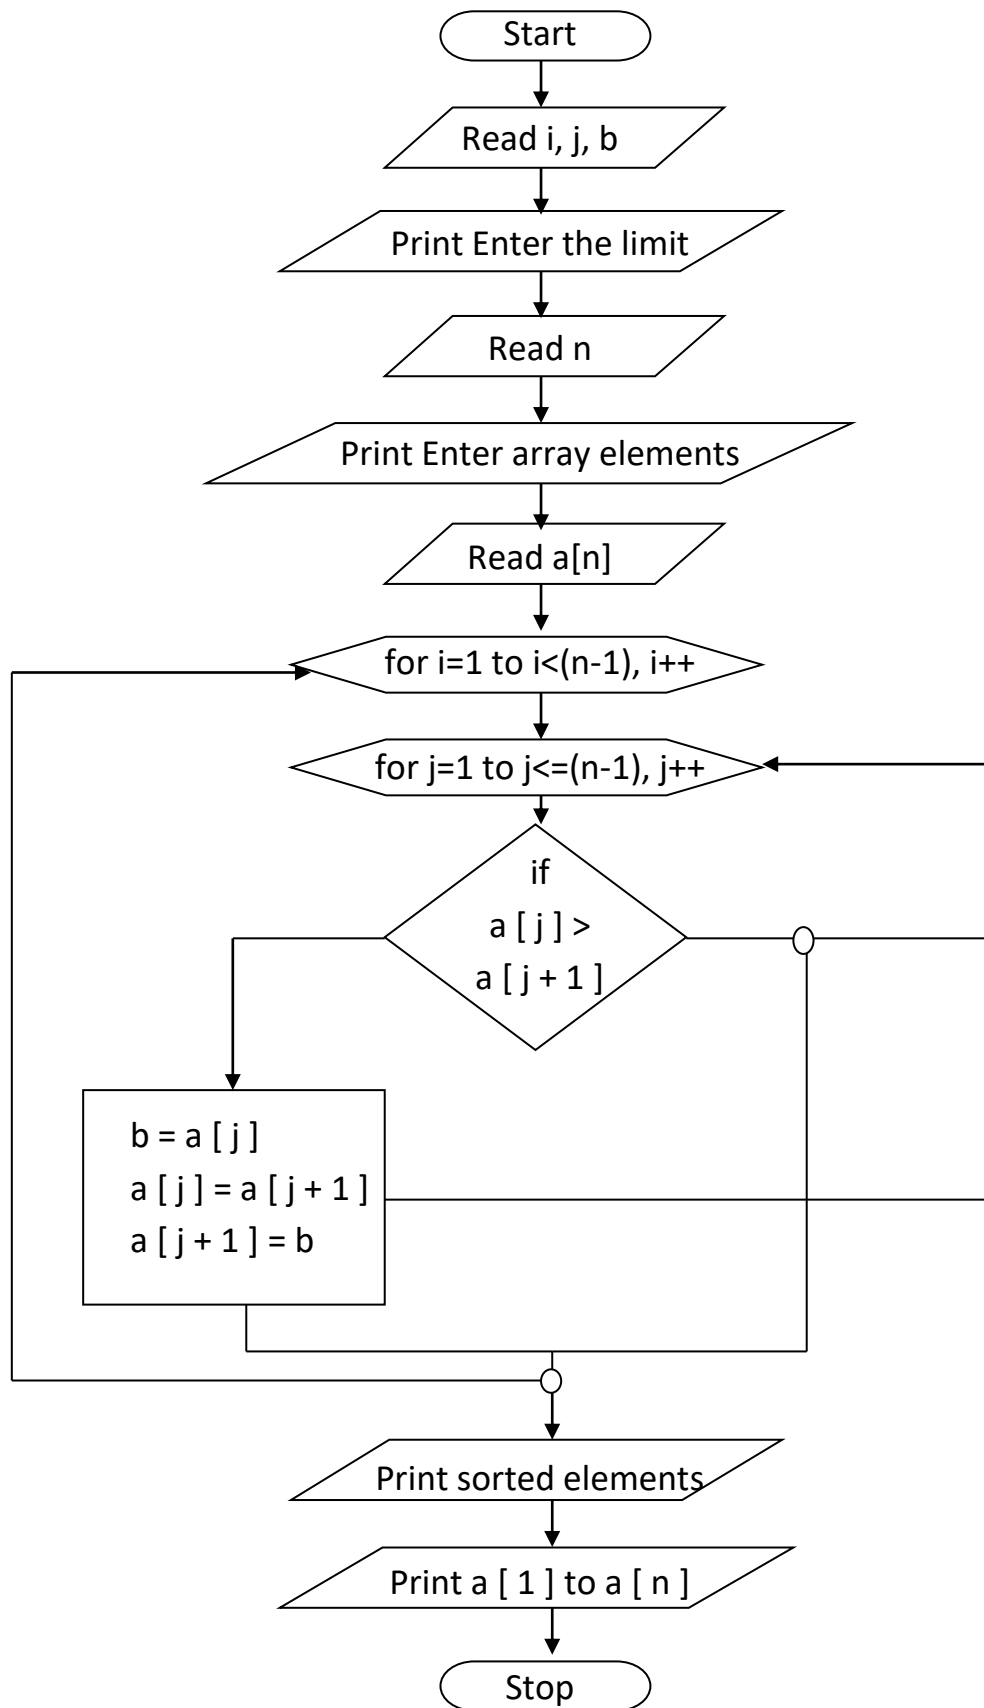 Start
Read i, j, b
Print Enter the limit
Read n
Print Enter array elements
Read a[n]
for i=1 to i<(n-1), i++
for j=1 to j<=(n-1), j++
if
a [ j ] >
a [ j + 1 ]
b = a [ j ]
a [ j ] = a [ j + 1 ]
a [ j + 1 ] = b
Print sorted elements
Print a [ 1 ] to a [ n ]
Stop